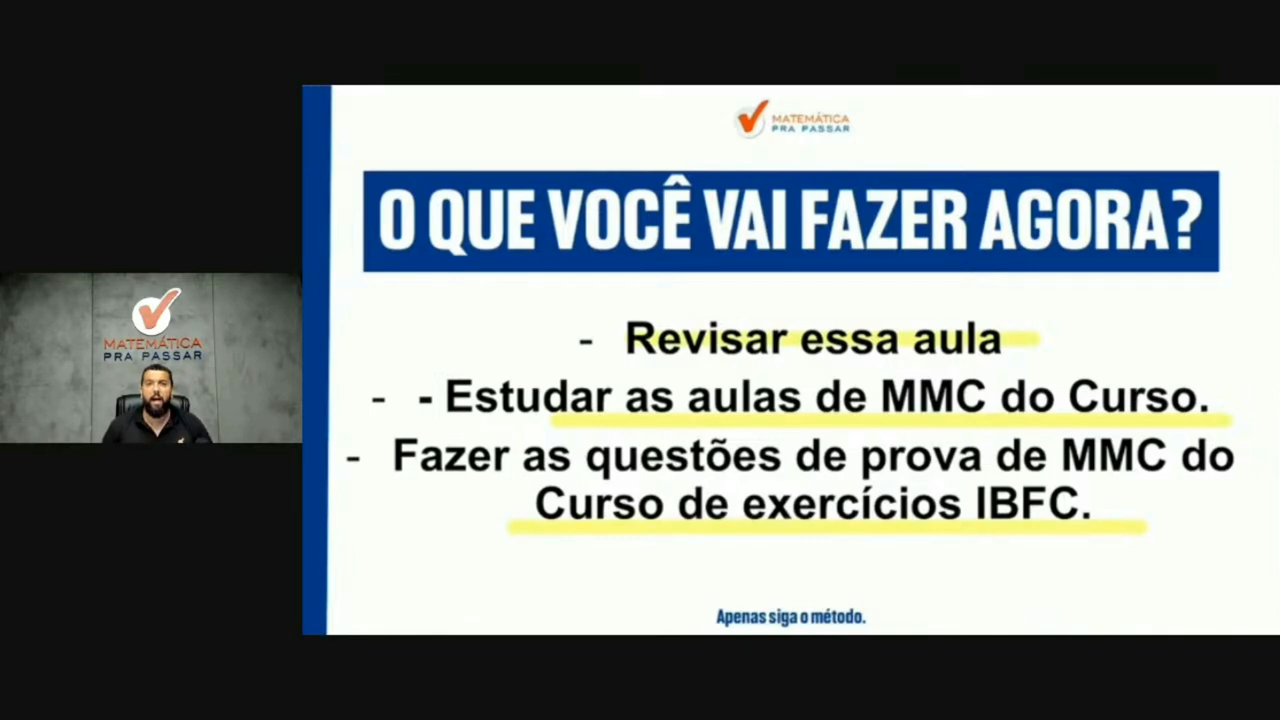 MATEMÁTICA
PRA PASSAR
O QUE VOCÊ VAI FAZER AGORA?
- Revisar essa aula
- - Estudar as aulas de MMC do Curso.
- Fazer as questões de prova de MMC do
Curso de exercícios IBFC.
Apenas siga o método.
MATEMÁTICA
PRA PASSAR